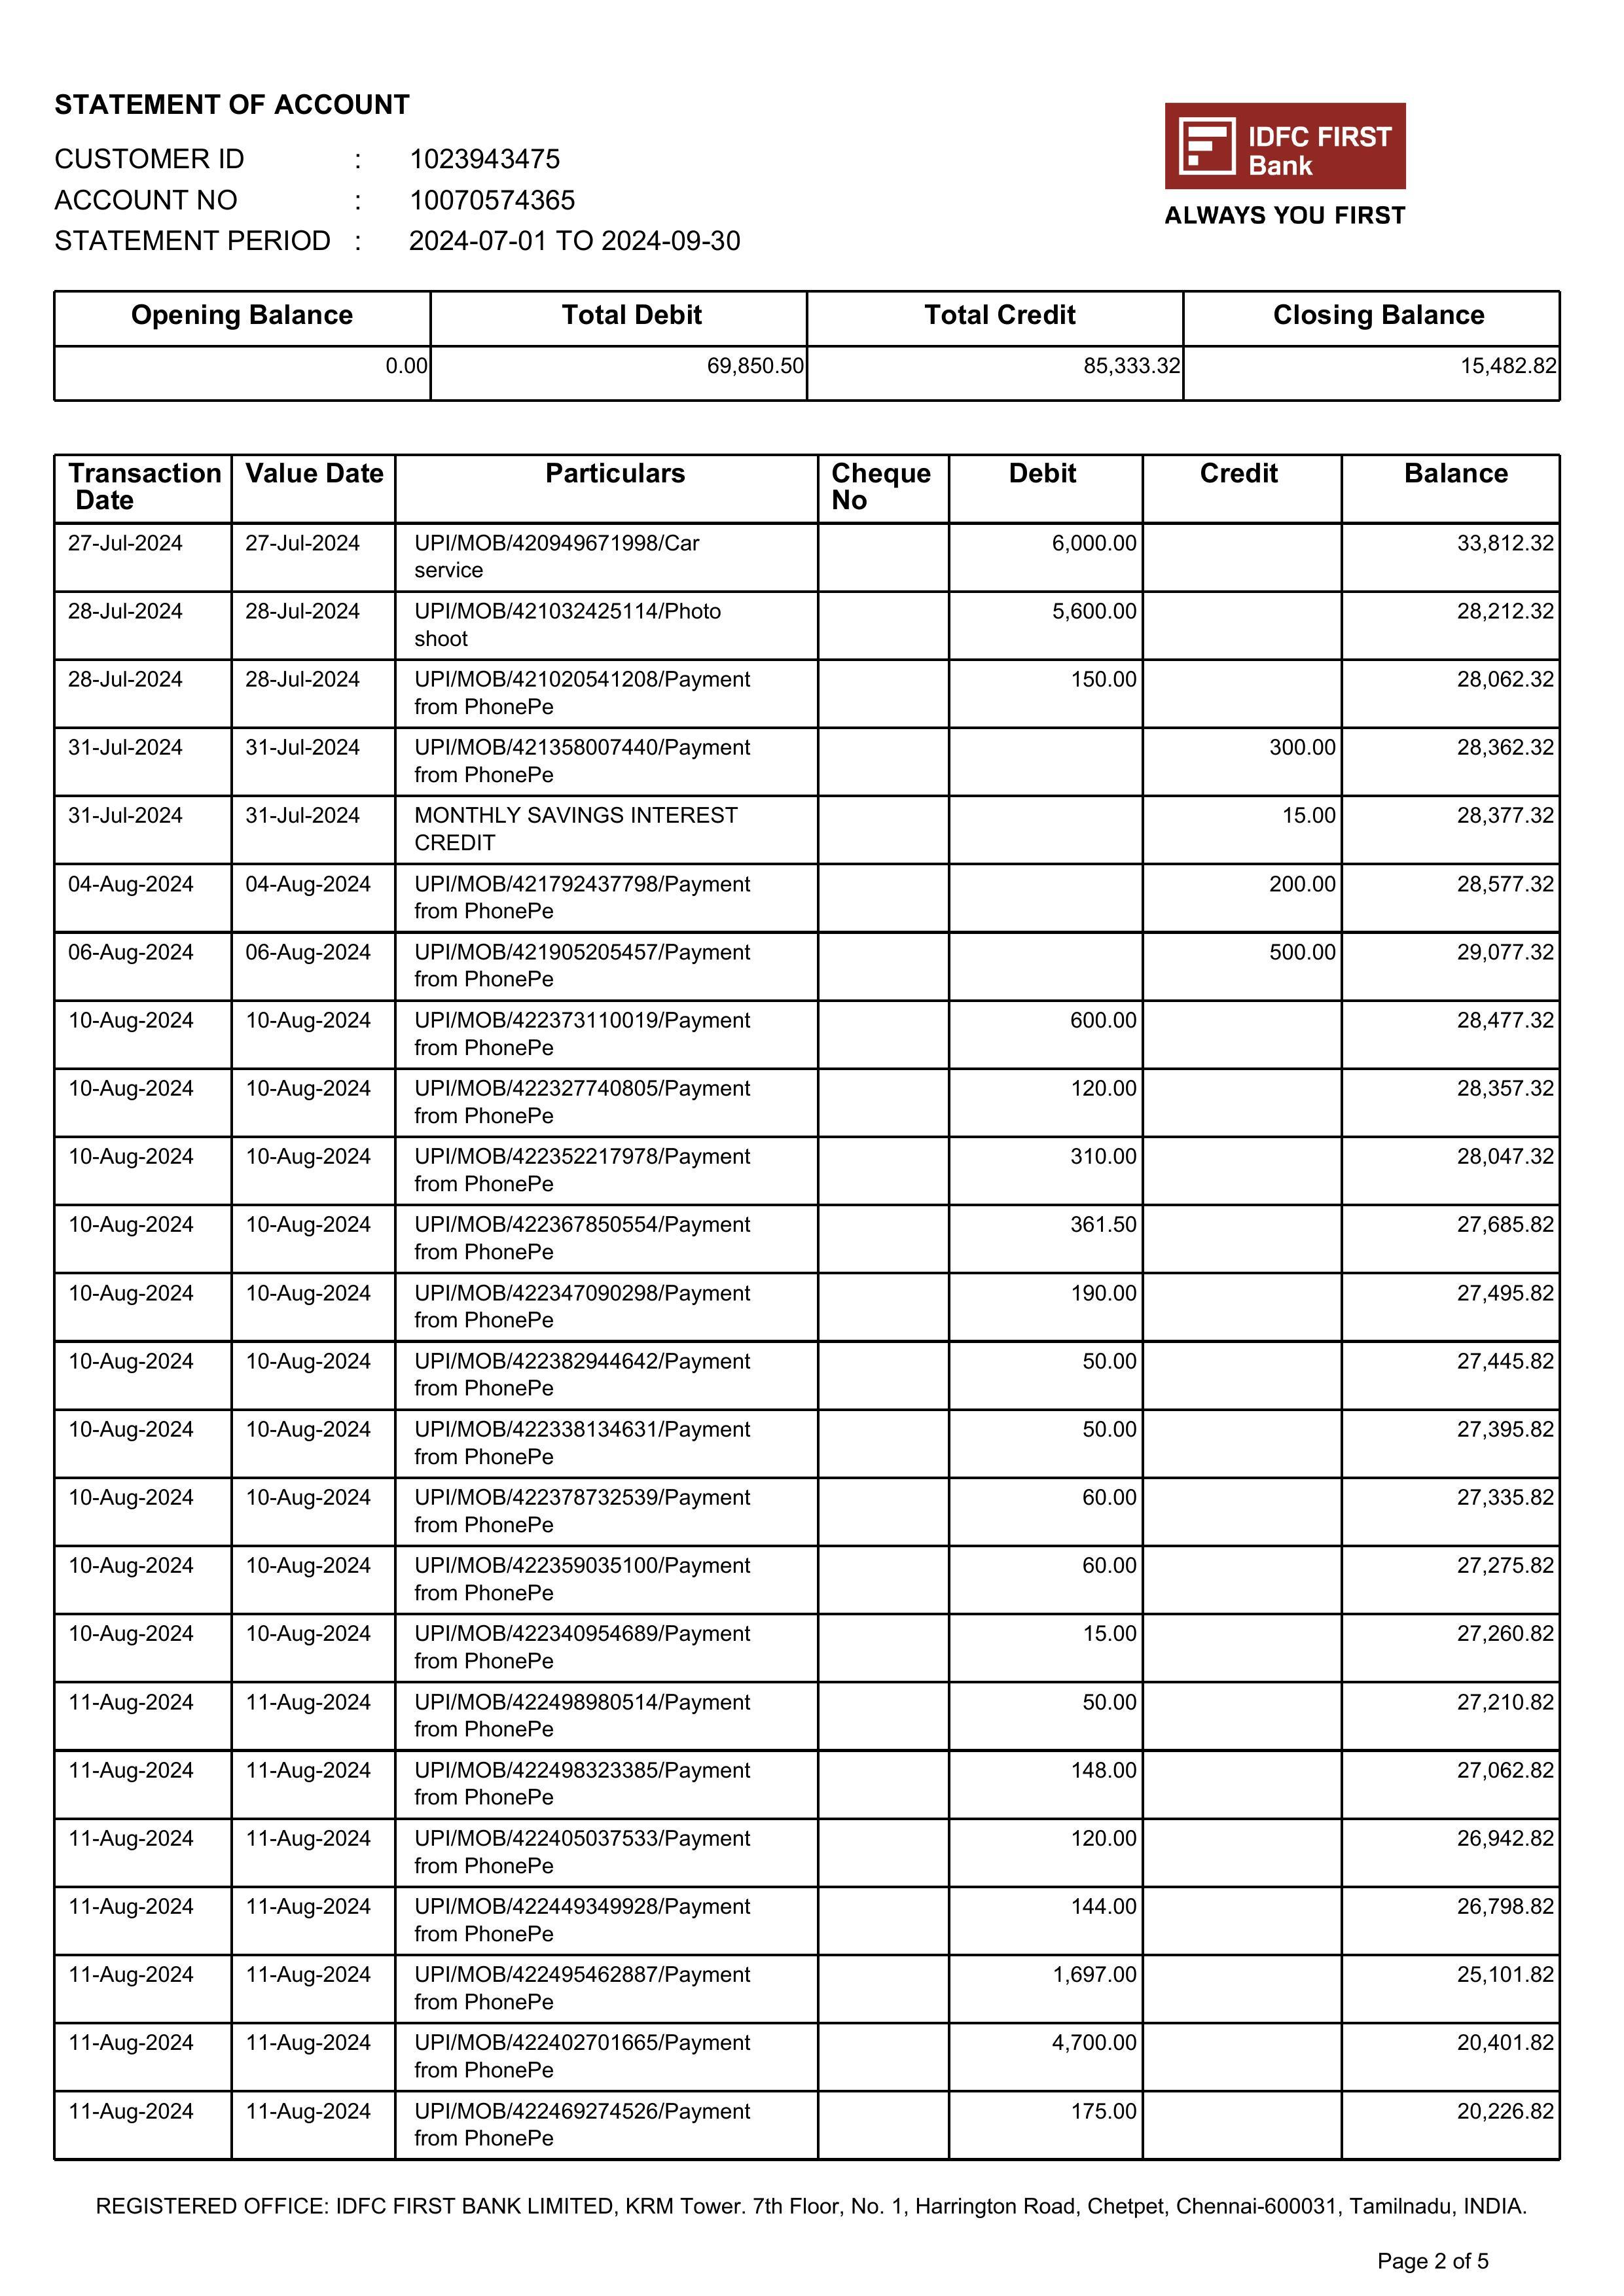 STATEMENT OF ACCOUNT
CUSTOMER ID : 1023943475
ACCOUNT NO : 10070574365
STATEMENT PERIOD : 2024-07-01 TO 2024-09-30
IDFC FIRST
Bank
ALWAYS YOU FIRST
Opening Balance Total Debit Total Credit Closing Balance
0.00 69,850.50 85,333.32 15,482.82
Transaction Value Date Particulars Cheque Debit Credit Balance
Date No
27-Jul-2024 27-Jul-2024 UPI/MOB/420949671998/Car 6,000.00 33,812.32
service
28-Jul-2024 28-Jul-2024 UPI/MOB/421032425114/Photo 5,600.00 28,212.32
shoot
28-Jul-2024 28-Jul-2024 UPI/MOB/421020541208/Payment 150.00 28,062.32
from PhonePe
31-Jul-2024 31-Jul-2024 UPI/MOB/421358007440/Payment 300.00 28,362.32
from PhonePe
31-Jul-2024 31-Jul-2024 MONTHLY SAVINGS INTEREST 15.00 28,377.32
CREDIT
04-Aug-2024 04-Aug-2024 UPI/MOB/421792437798/Payment 200.00 28,577.32
from PhonePe
06-Aug-2024 06-Aug-2024 UPI/MOB/421905205457/Payment 500.00 29,077.32
from PhonePe
10-Aug-2024 10-Aug-2024 UPI/MOB/422373110019/Payment 600.00 28,477.32
from PhonePe
10-Aug-2024 10-Aug-2024 UPI/MOB/422327740805/Payment 120.00 28,357.32
from PhonePe
10-Aug-2024 10-Aug-2024 UPI/MOB/422352217978/Payment 310.00 28,047.32
from PhonePe
10-Aug-2024 10-Aug-2024 UPI/MOB/422367850554/Payment 361.50 27,685.82
from PhonePe
10-Aug-2024 10-Aug-2024 UPI/MOB/422347090298/Payment 190.00 27,495.82
from PhonePe
10-Aug-2024 10-Aug-2024 UPI/MOB/422382944642/Payment 50.00 27,445.82
from PhonePe
10-Aug-2024 10-Aug-2024 UPI/MOB/422338134631/Payment 50.00 27,395.82
from PhonePe
10-Aug-2024 10-Aug-2024 UPI/MOB/422378732539/Payment 60.00 27,335.82
from PhonePe
10-Aug-2024 10-Aug-2024 UPI/MOB/422359035100/Payment 60.00 27,275.82
from PhonePe
10-Aug-2024 10-Aug-2024 UPI/MOB/422340954689/Payment 15.00 27,260.82
from PhonePe
11-Aug-2024 11-Aug-2024 UPI/MOB/422498980514/Payment 50.00 27,210.82
from PhonePe
11-Aug-2024 11-Aug-2024 UPI/MOB/422498323385/Payment 148.00 27,062.82
from PhonePe
11-Aug-2024 11-Aug-2024 UPI/MOB/422405037533/Payment 120.00 26,942.82
from PhonePe
11-Aug-2024 11-Aug-2024 UPI/MOB/422449349928/Payment 144.00 26,798.82
from PhonePe
11-Aug-2024 11-Aug-2024 UPI/MOB/422495462887/Payment 1,697.00 25,101.82
from PhonePe
11-Aug-2024 11-Aug-2024 UPI/MOB/422402701665/Payment 4,700.00 20,401.82
from PhonePe
11-Aug-2024 11-Aug-2024 UPI/MOB/422469274526/Payment 175.00 20,226.82
from PhonePe
REGISTERED OFFICE: IDFC FIRST BANK LIMITED, KRM Tower. 7th Floor, No. 1, Harrington Road, Chetpet, Chennai-600031, Tamilnadu, INDIA.
Page 2 of 5